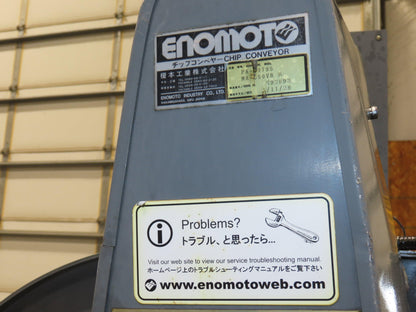 ENOMOTO
チップコンベヤー CHIP CONVEYOR
榎本工業株式会社
ENOMOTO INDUSTRY CO., LTD.
Problems?
トラブル、と思ったら...
Visit our web site to view our service troubleshooting manual.
ホームページ上のトラブルシューティングマニュアルをご覧下さい
www.enomotoweb.com